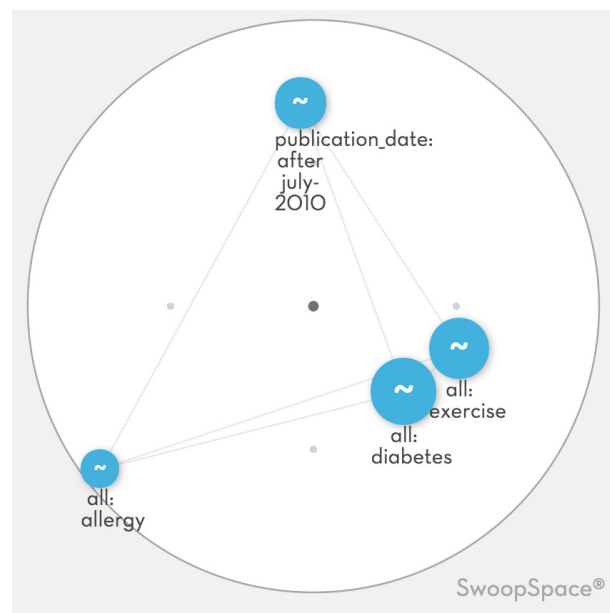 ~
publication_date:
after
july-
2010
~
all:
exercise
~
all:
diabetes
~
all:
allergy
SwoopSpace®